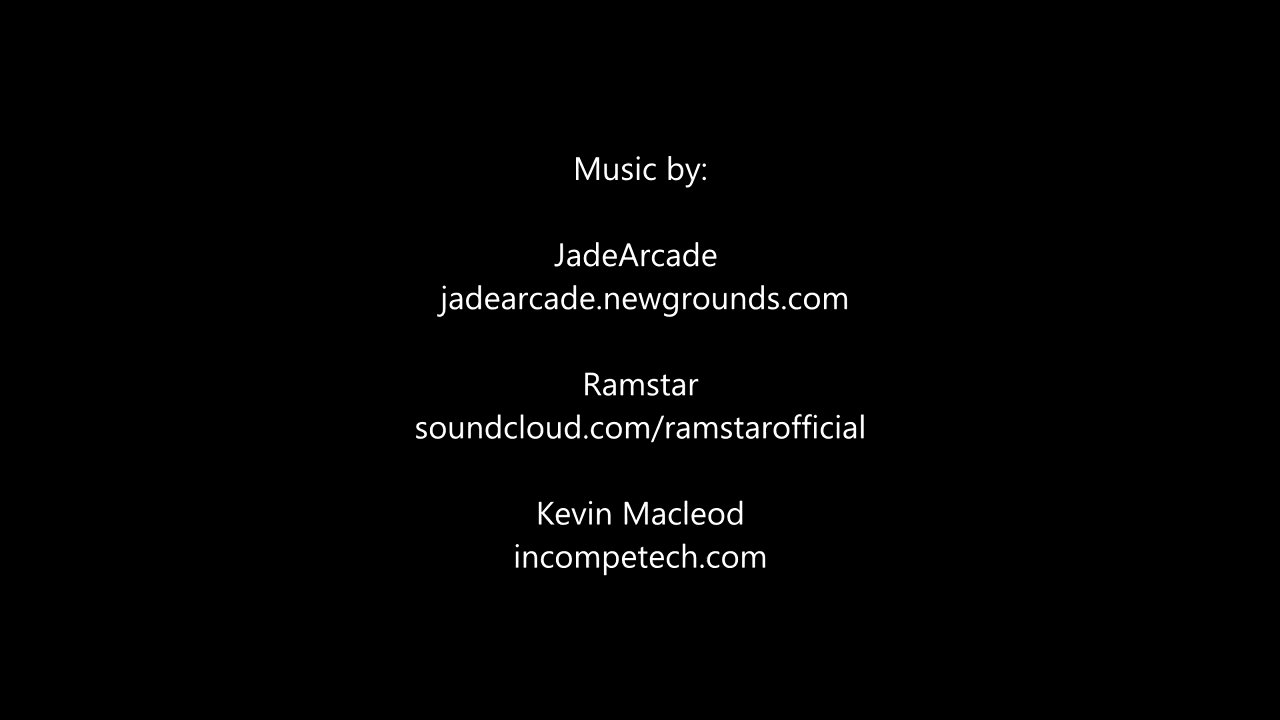 Music by:
JadeArcade
jadearcade.newgrounds.com
Ramstar
soundcloud.com/ramstarofficial
Kevin Macleod
incompetech.com